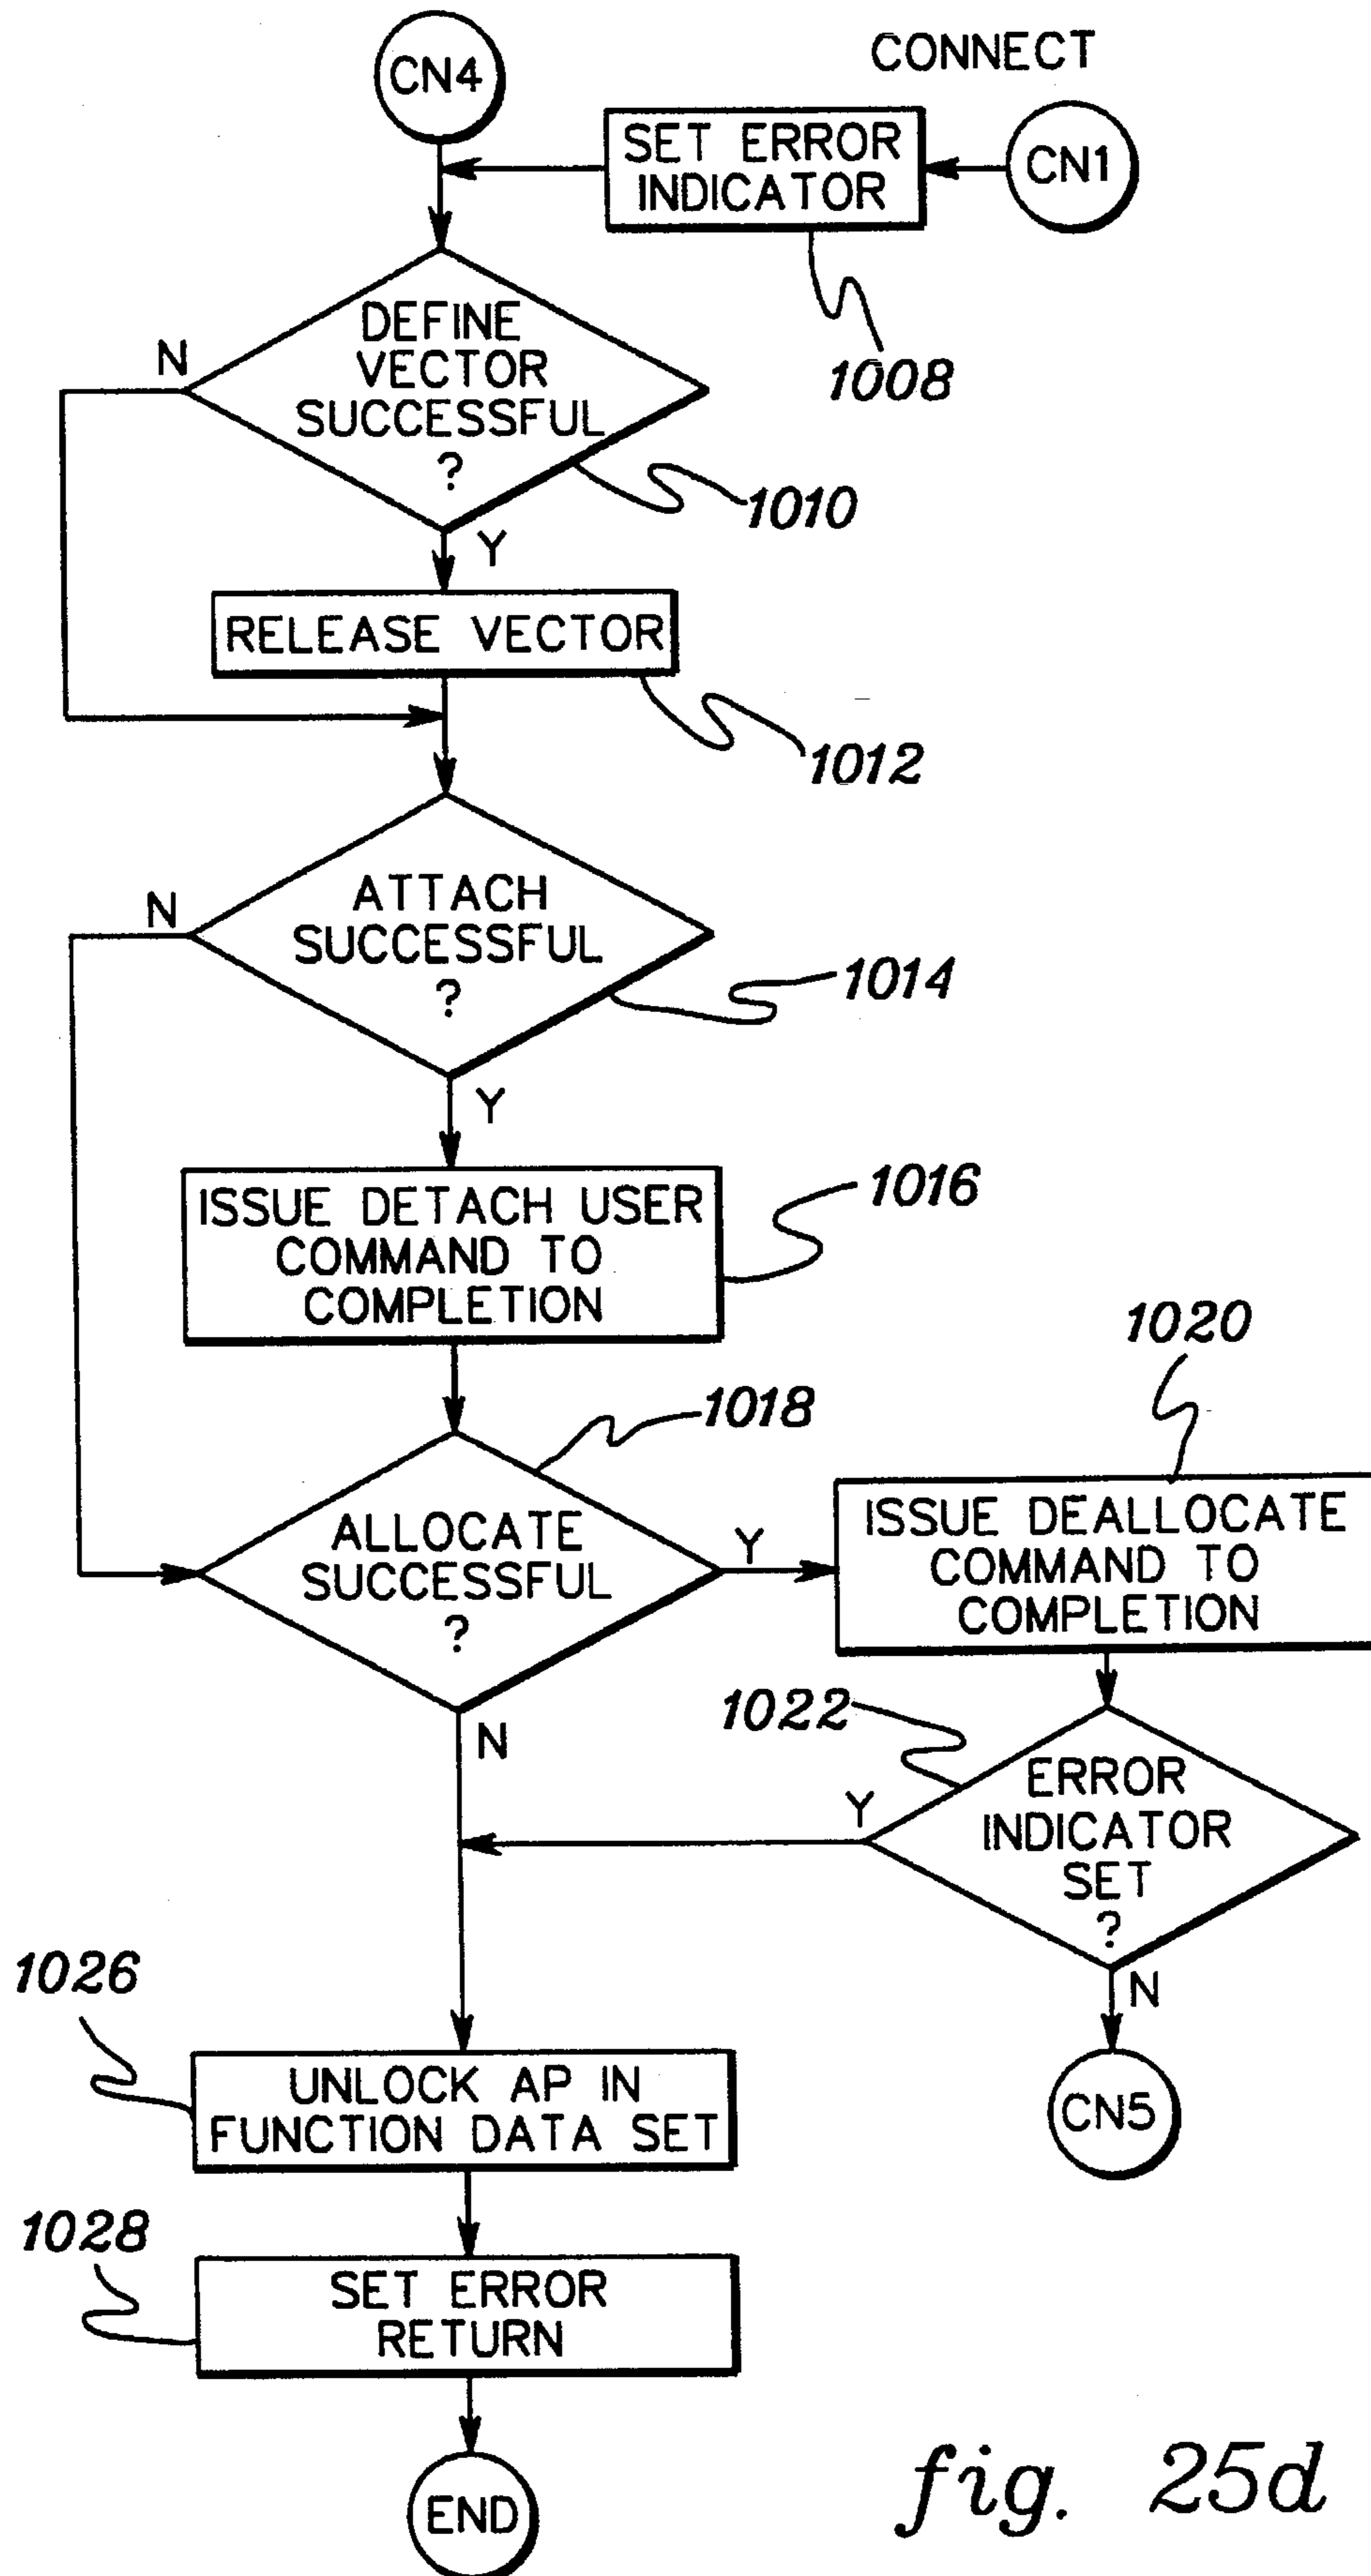 CONNECT
CN4
SET ERROR
INDICATOR
CN1
1008
DEFINE
VECTOR
SUCCESSFUL
?
N
1010
Y
RELEASE VECTOR
1012
ATTACH
SUCCESSFUL
?
N
1014
Y
ISSUE DETACH USER
COMMAND TO
COMPLETION
1016
1018
ALLOCATE
SUCCESSFUL
?
Y
N
1020
ISSUE DEALLOCATE
COMMAND TO
COMPLETION
1022
ERROR
INDICATOR
SET
?
Y
N
CN5
1026
UNLOCK AP IN
FUNCTION DATA SET
1028
SET ERROR
RETURN
END
fig. 25d